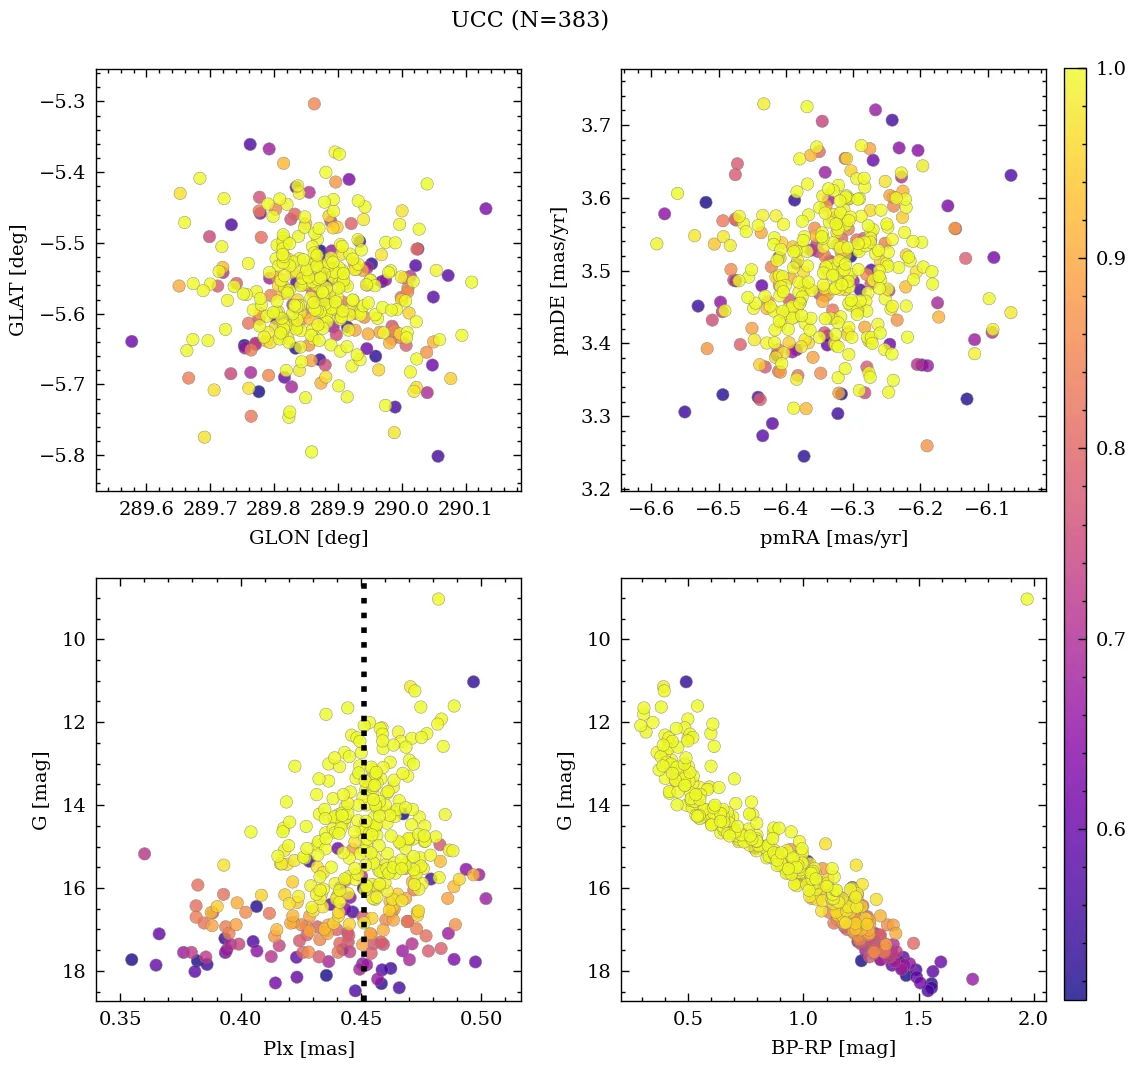 UCC (N=383)
−5.3
−5.4
−5.5
−5.6
−5.7
−5.8
GLAT [deg]
289.6 289.7 289.8 289.9 290.0 290.1
GLON [deg]
3.7
3.6
3.5
3.4
3.3
3.2
pmDE [mas/yr]
−6.6 −6.5 −6.4 −6.3 −6.2 −6.1
pmRA [mas/yr]
10
12
14
16
18
G [mag]
0.35 0.40 0.45 0.50
Plx [mas]
10
12
14
16
18
G [mag]
0.5 1.0 1.5 2.0
BP-RP [mag]
1.0
0.9
0.8
0.7
0.6